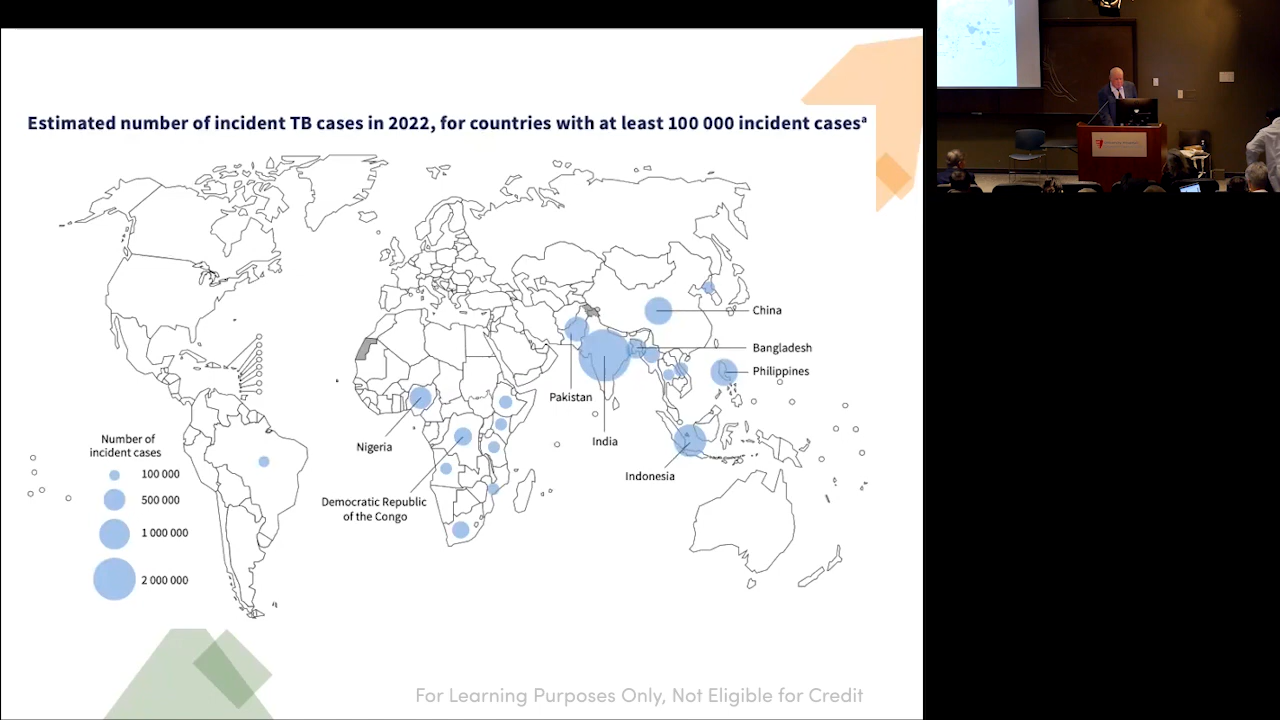 Estimated number of incident TB cases in 2022, for countries with at least 100 000 incident casesᵃ
China
Bangladesh
Philippines
Pakistan
India
Nigeria
Indonesia
Democratic Republic
of the Congo
Number of
incident cases
100 000
500 000
1 000 000
2 000 000
For Learning Purposes Only, Not Eligible for Credit